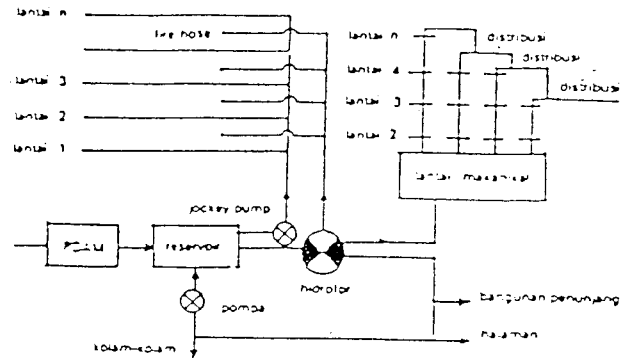 lantai n
fire hose
lantai 3
lantai 2
lantai 1
jockey pump
reservoir
hidrofor
pompa
kolam-kolam
lantai n
distribusi
lantai 4
distribusi
lantai 3
distribusi
lantai 2
lantai mekanikal
bangunan penunjang
halaman